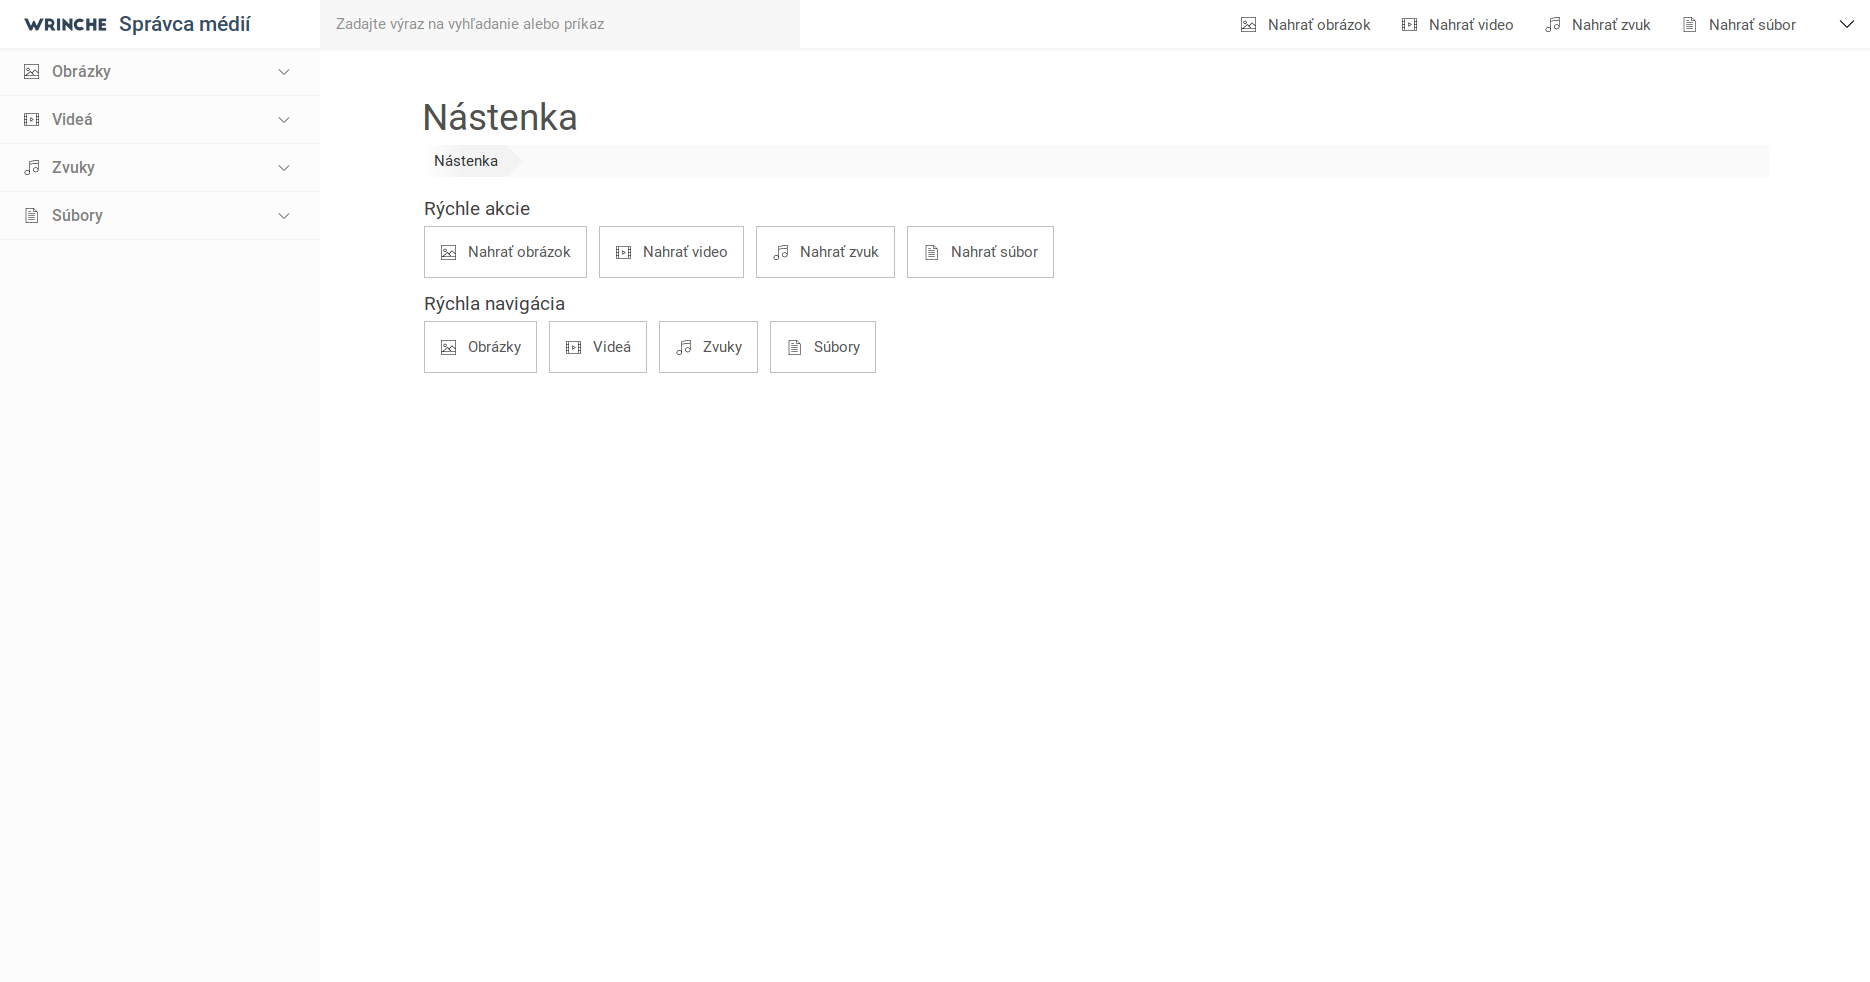 WRINCHE Správca médií
Zadajte výraz na vyhľadanie alebo príkaz
Nahrať obrázok
Nahrať video
Nahrať zvuk
Nahrať súbor
Obrázky
Videá
Zvuky
Súbory
Nástenka
Nástenka
Rýchle akcie
Nahrať obrázok
Nahrať video
Nahrať zvuk
Nahrať súbor
Rýchla navigácia
Obrázky
Videá
Zvuky
Súbory